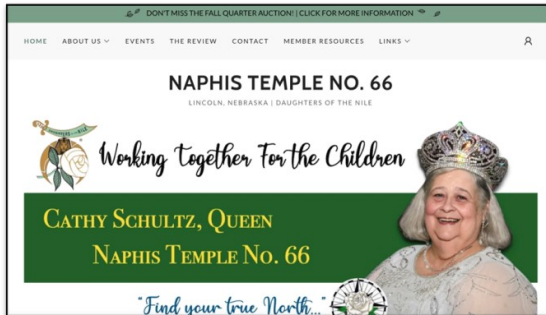 DON'T MISS THE FALL QUARTER AUCTION! | CLICK FOR MORE INFORMATION
HOME ABOUT US EVENTS THE REVIEW CONTACT MEMBER RESOURCES LINKS
NAPHIS TEMPLE NO. 66
LINCOLN, NEBRASKA | DAUGHTERS OF THE NILE
Working Together For the Children
CATHY SCHULTZ, QUEEN
NAPHIS TEMPLE NO. 66
"Find your true North..."